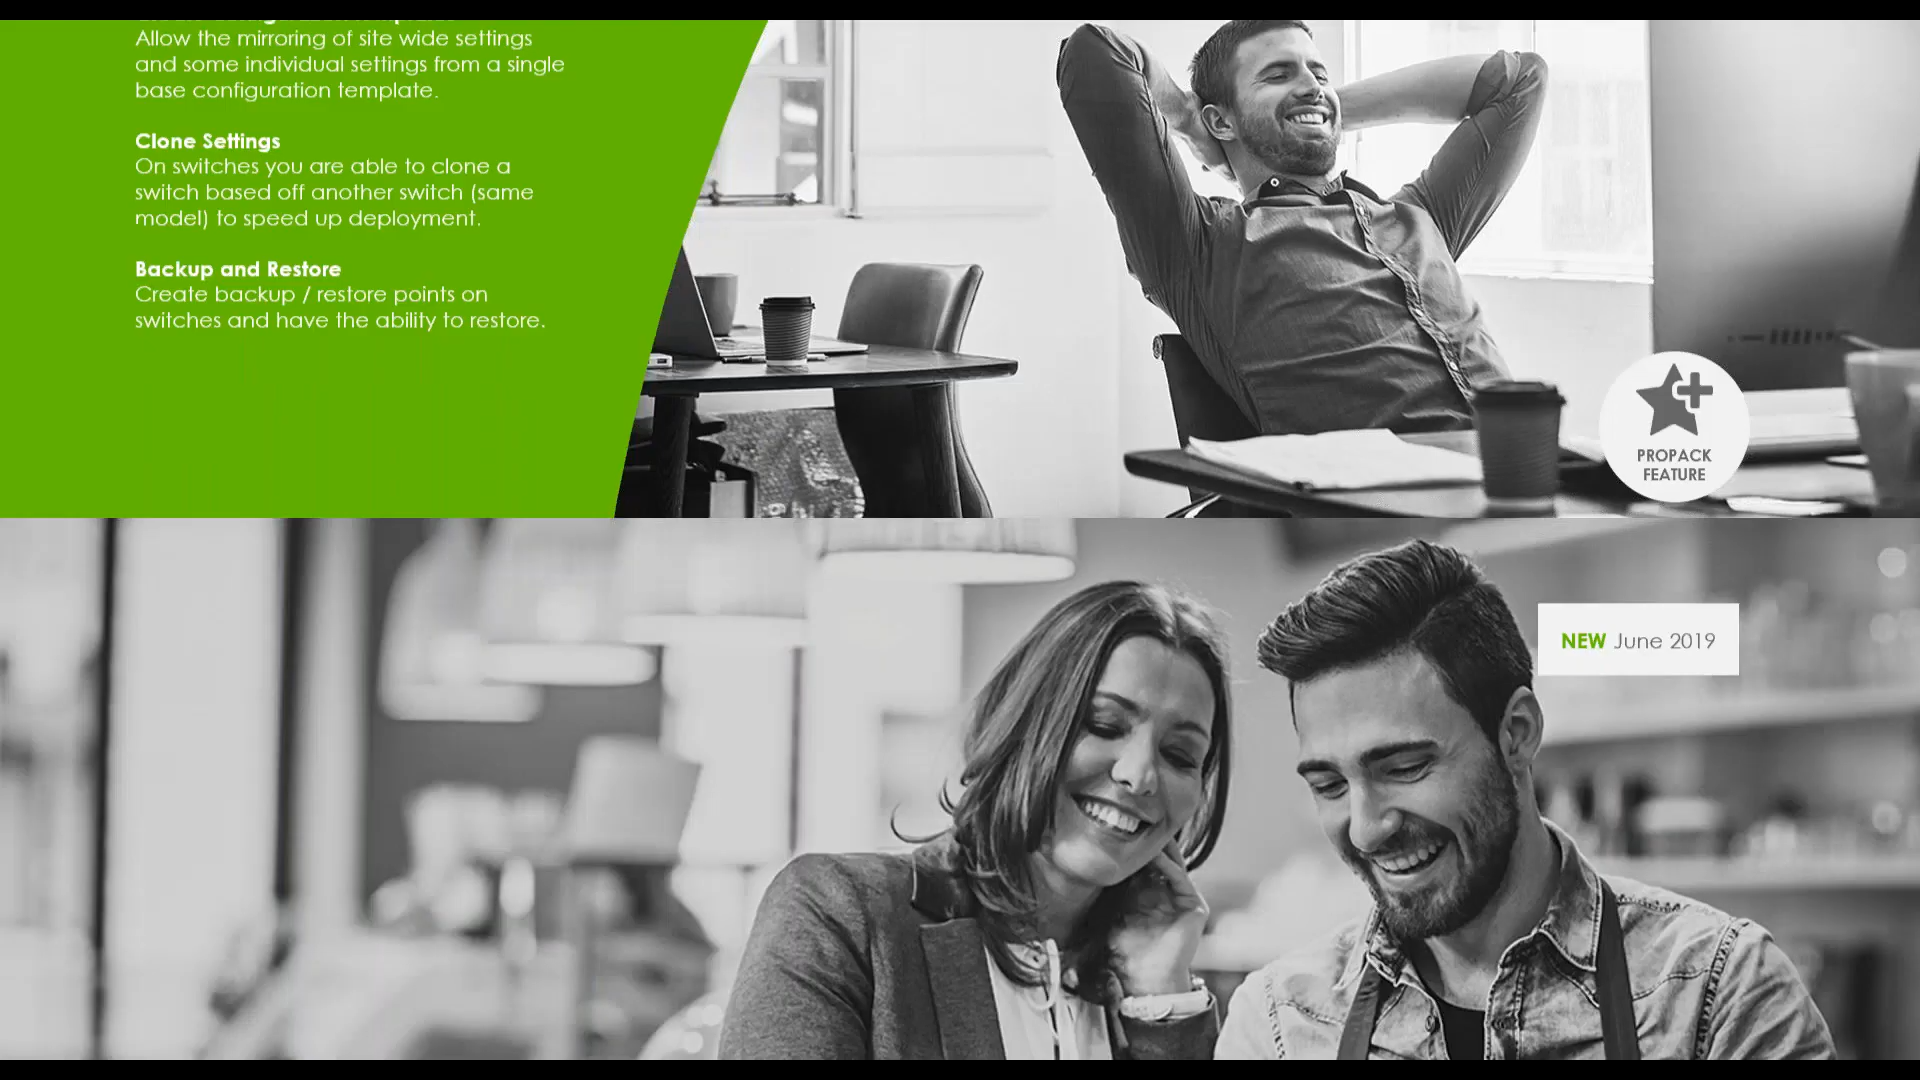 Allow the mirroring of site wide settings
and some individual settings from a single
base configuration template.
Clone Settings
On switches you are able to clone a
switch based off another switch (same
model) to speed up deployment.
Backup and Restore
Create backup / restore points on
switches and have the ability to restore.
PROPACK
FEATURE
NEW June 2019